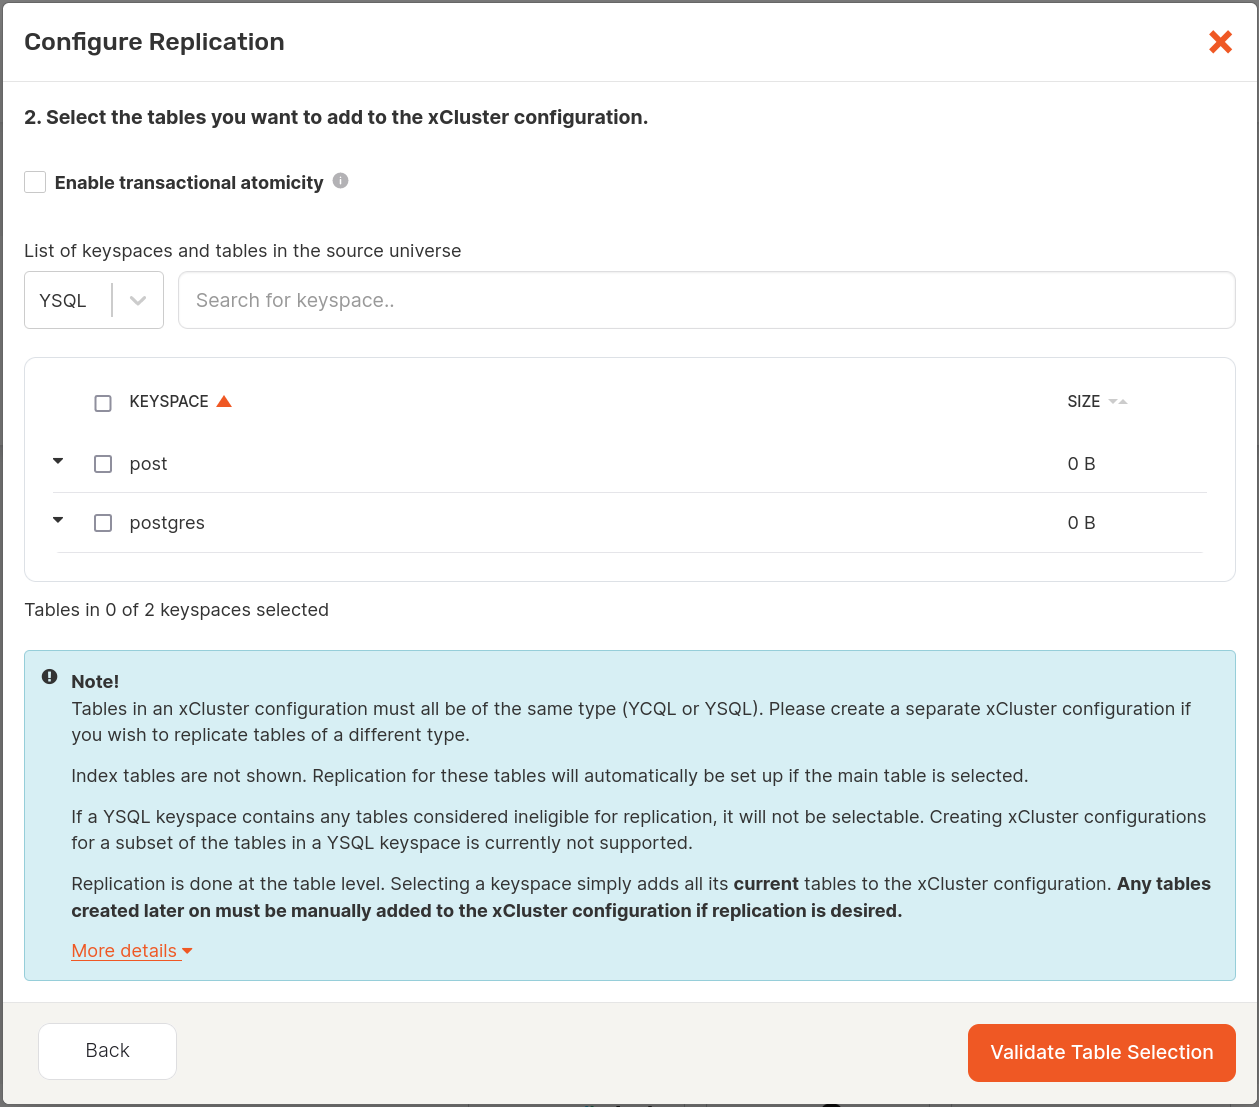 Configure Replication
2. Select the tables you want to add to the xCluster configuration.
Enable transactional atomicity
List of keyspaces and tables in the source universe
YSQL
Search for keyspace..
KEYSPACE SIZE
post 0 B
postgres 0 B
Tables in 0 of 2 keyspaces selected
Note!
Tables in an xCluster configuration must all be of the same type (YCQL or YSQL). Please create a separate xCluster configuration if
you wish to replicate tables of a different type.
Index tables are not shown. Replication for these tables will automatically be set up if the main table is selected.
If a YSQL keyspace contains any tables considered ineligible for replication, it will not be selectable. Creating xCluster configurations
for a subset of the tables in a YSQL keyspace is currently not supported.
Replication is done at the table level. Selecting a keyspace simply adds all its current tables to the xCluster configuration. Any tables
created later on must be manually added to the xCluster configuration if replication is desired.
More details
Back
Validate Table Selection